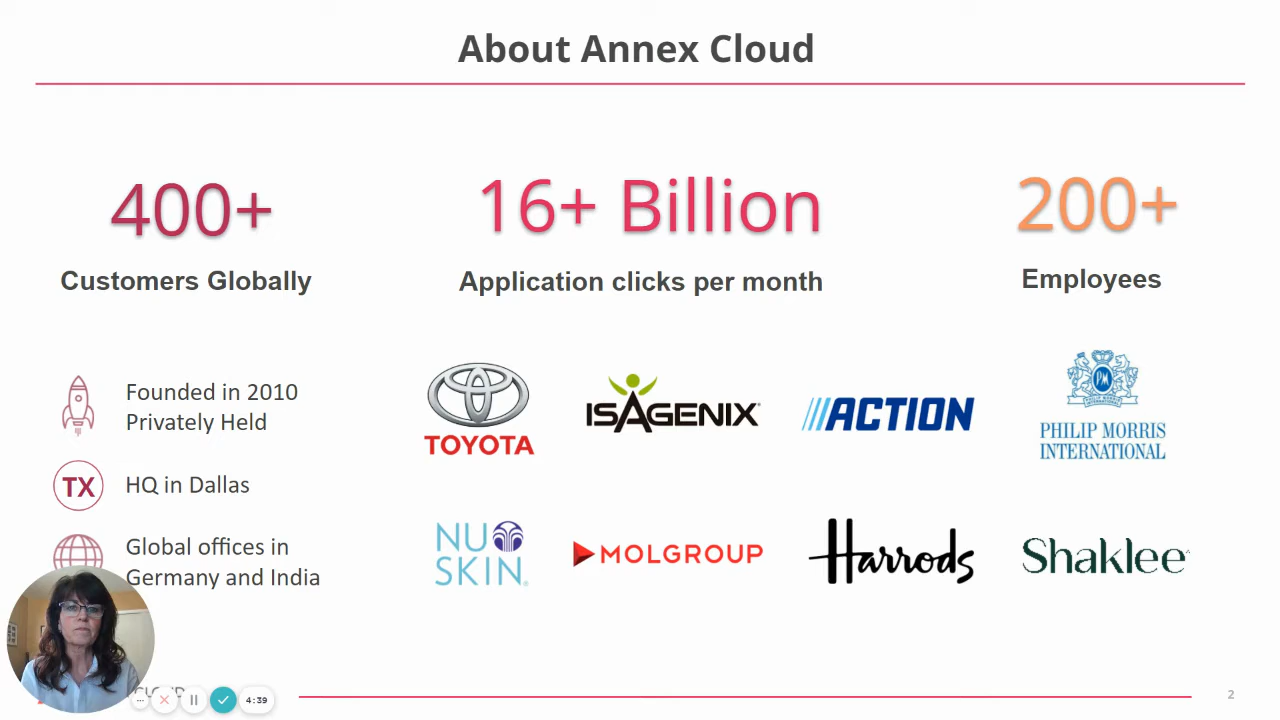 About Annex Cloud
400+
16+ Billion
200+
Customers Globally
Application clicks per month
Employees
Founded in 2010
Privately Held
TX
HQ in Dallas
Global offices in
Germany and India
TOYOTA
ISAGENIX
ACTION
PM
PHILIP MORRIS
INTERNATIONAL
NU
SKIN
MOLGROUP
Harrods
Shaklee
4:39
2